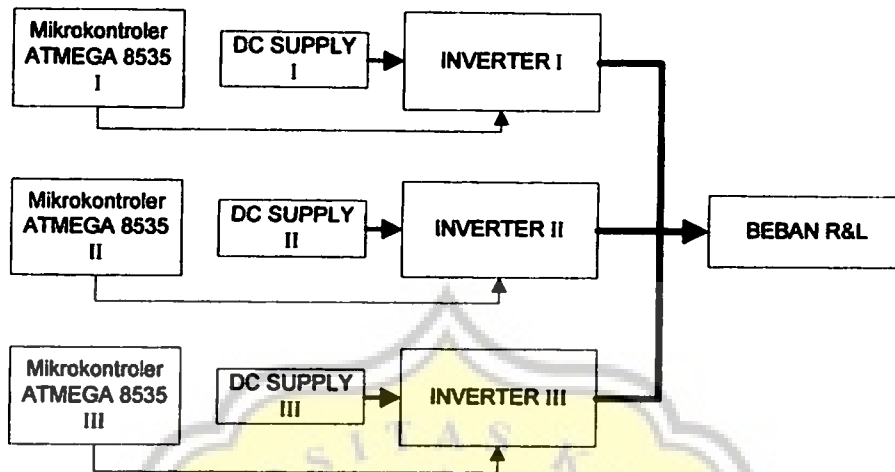 Mikrokontroler
ATMEGA 8535
I
DC SUPPLY
I
INVERTER I
Mikrokontroler
ATMEGA 8535
II
DC SUPPLY
II
INVERTER II
BEBAN R&L
Mikrokontroler
ATMEGA 8535
III
DC SUPPLY
III
INVERTER III
S I T A S K